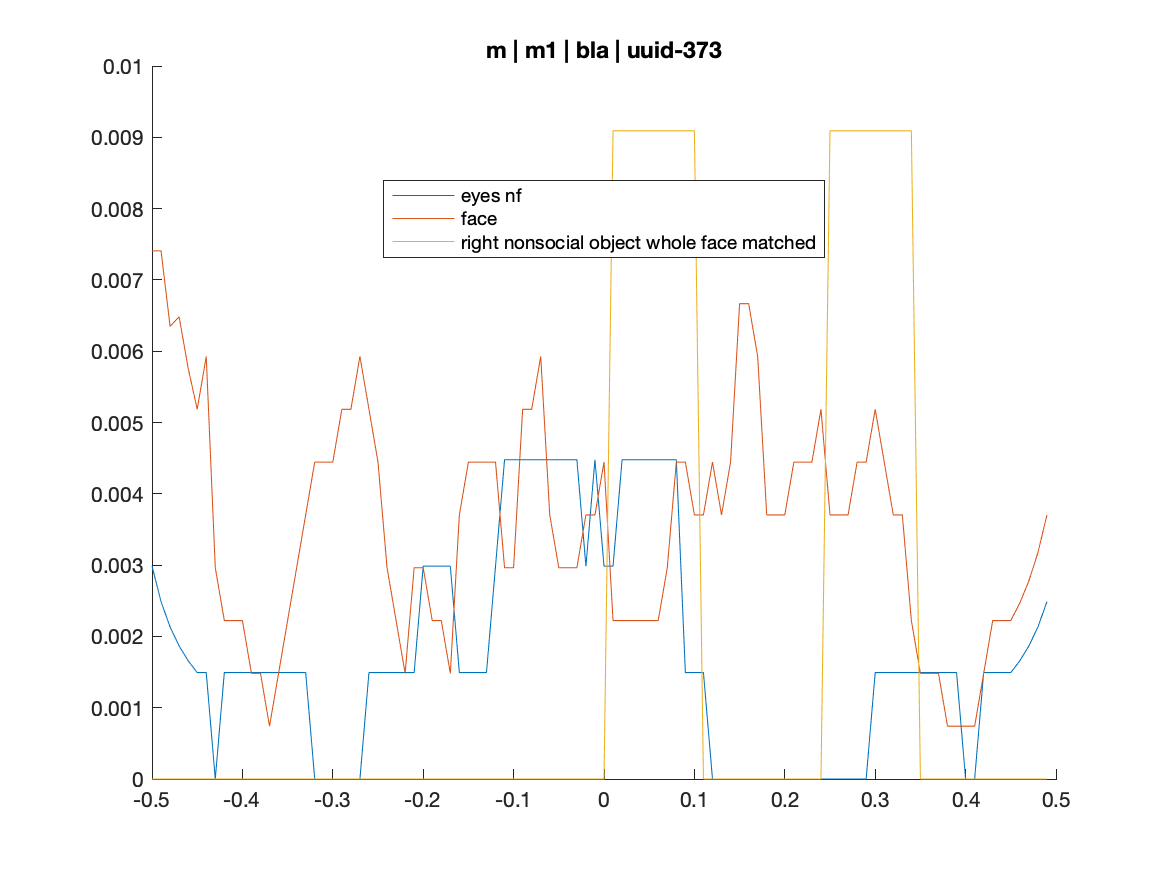 m | m1 | bla | uuid-373
0.01
0.009
0.008
0.007
0.006
0.005
0.004
0.003
0.002
0.001
0
eyes nf
face
right nonsocial object whole face matched
-0.5 -0.4 -0.3 -0.2 -0.1 0 0.1 0.2 0.3 0.4 0.5